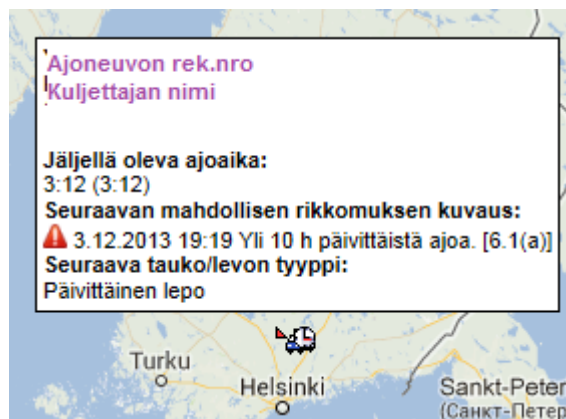 Ajoneuvon rek.nro
Kuljettajan nimi
Jäljellä oleva ajoaika:
3:12 (3:12)
Seuraavan mahdollisen rikkomuksen kuvaus:
3.12.2013 19:19 Yli 10 h päivittäistä ajoa. [6.1(a)]
Seuraava tauko/levon tyyppi:
Päivittäinen lepo
Turku
Helsinki
Sankt-Peter
(Санкт-Петер